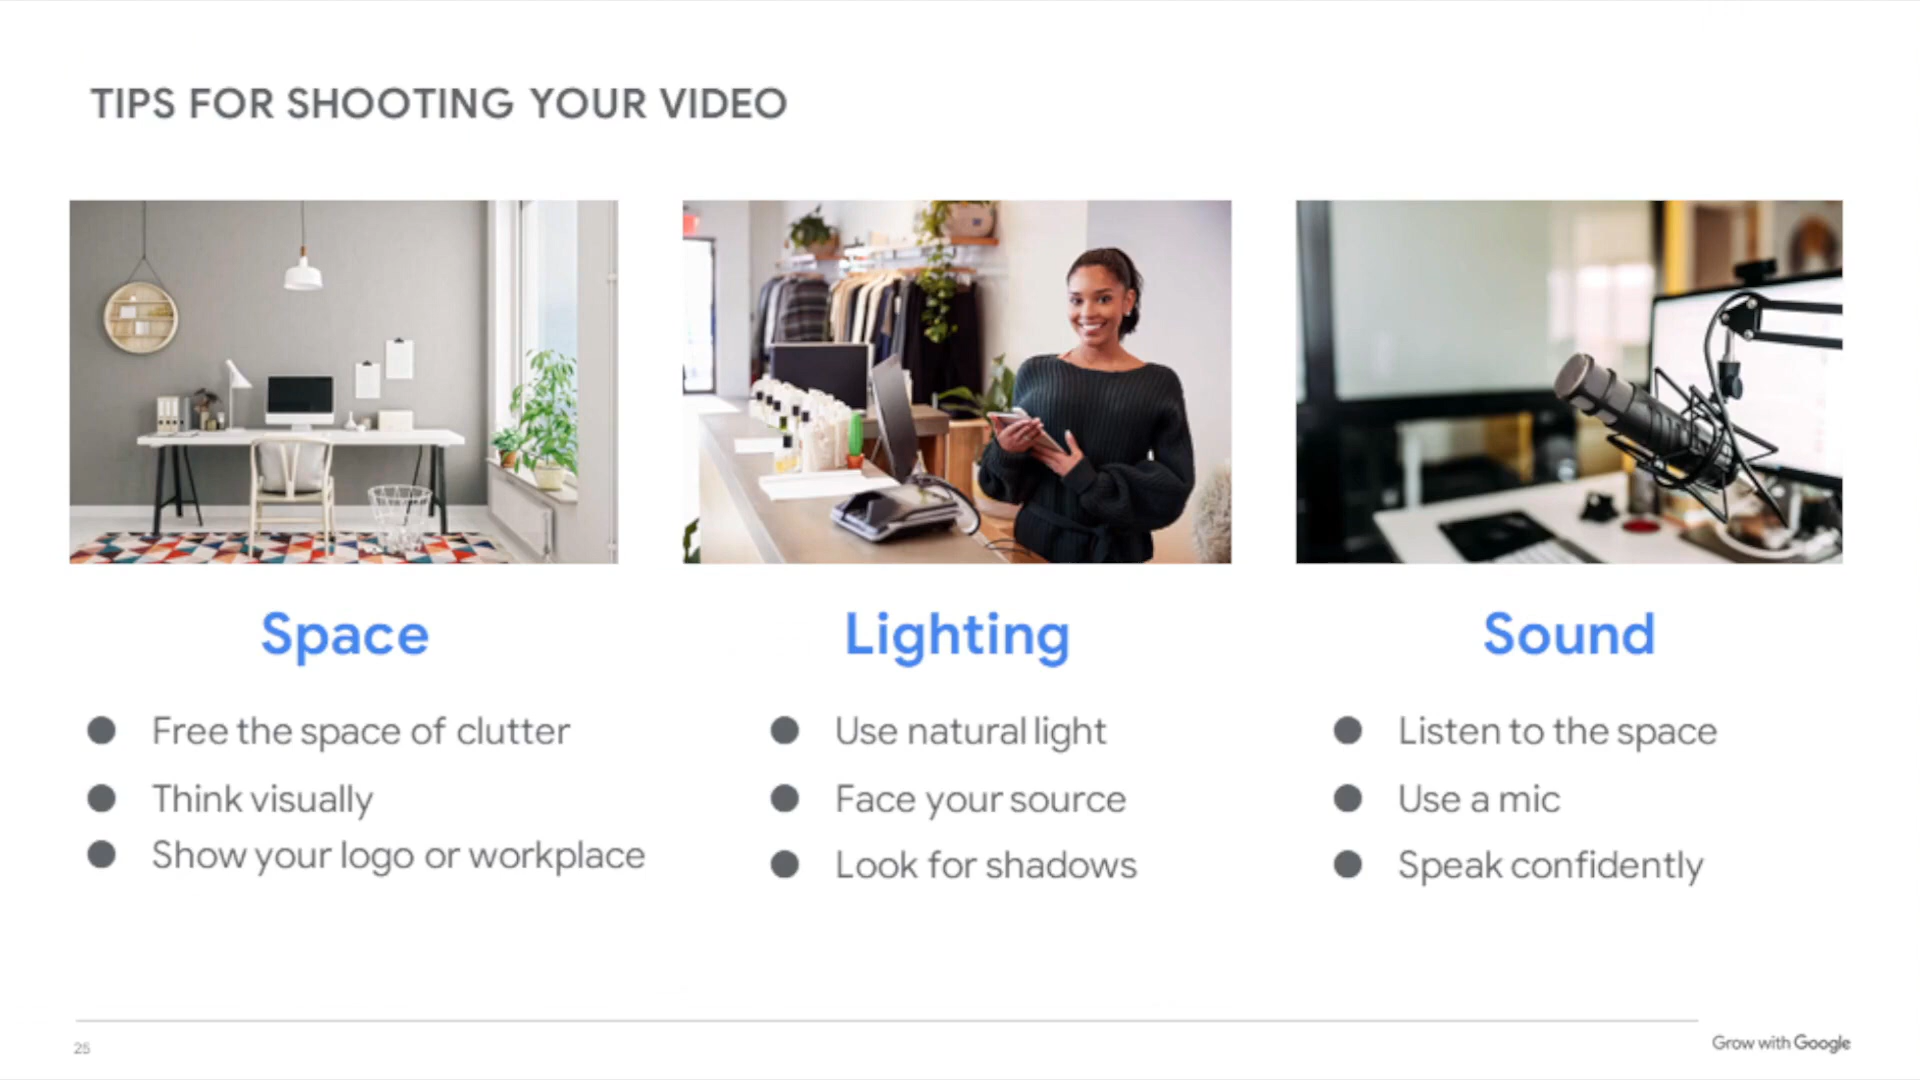 TIPS FOR SHOOTING YOUR VIDEO
Space
Free the space of clutter
Think visually
Show your logo or workplace
Lighting
Use natural light
Face your source
Look for shadows
Sound
Listen to the space
Use a mic
Speak confidently
25
Grow with Google